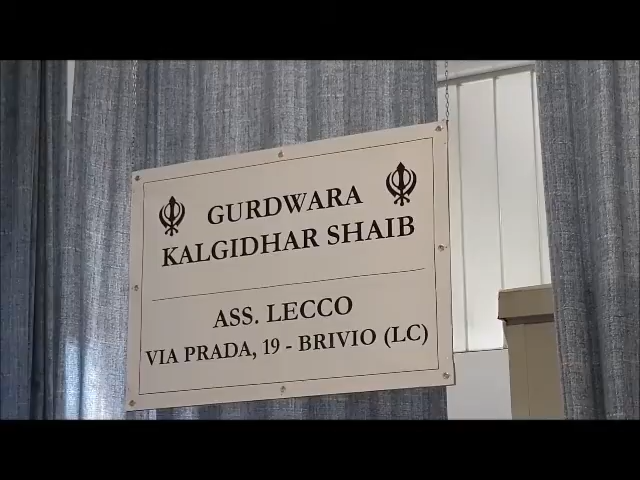 GURDWARA
KALGIDHAR SHAIB
ASS. LECCO
VIA PRADA, 19 - BRIVIO (LC)